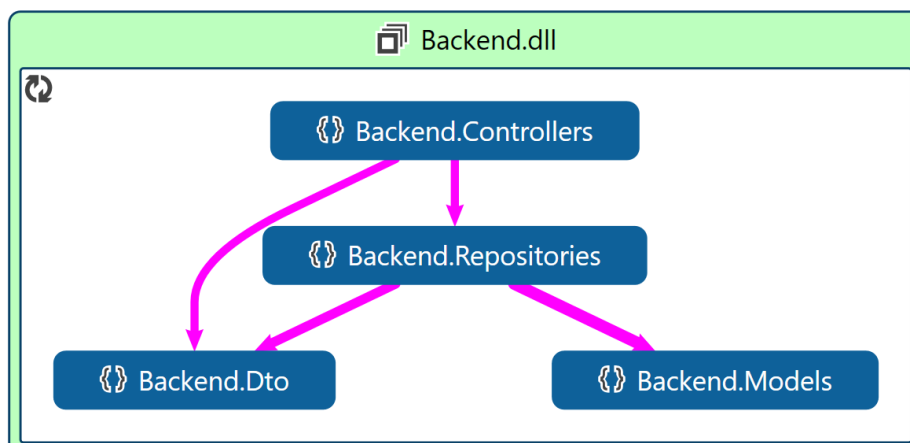 Backend.dll
{} Backend.Controllers
{} Backend.Repositories
{} Backend.Dto
{} Backend.Models